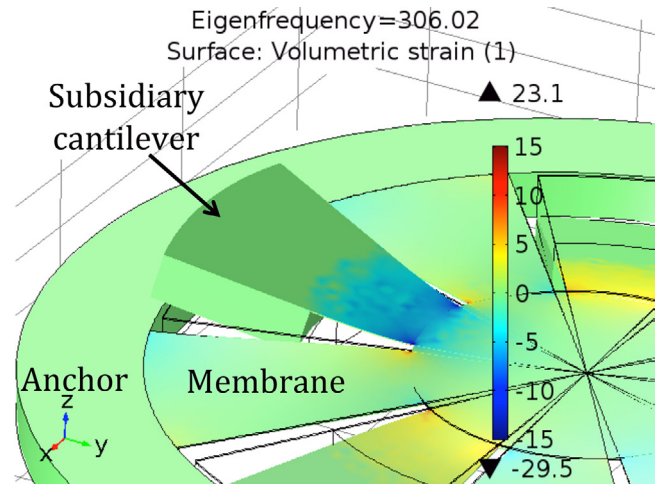 Eigenfrequency=306.02
Surface: Volumetric strain (1)
Subsidiary
cantilever
▲ 23.1
15
10
5
0
-5
-10
-15
▼ -29.5
Anchor
Membrane
z
y
x